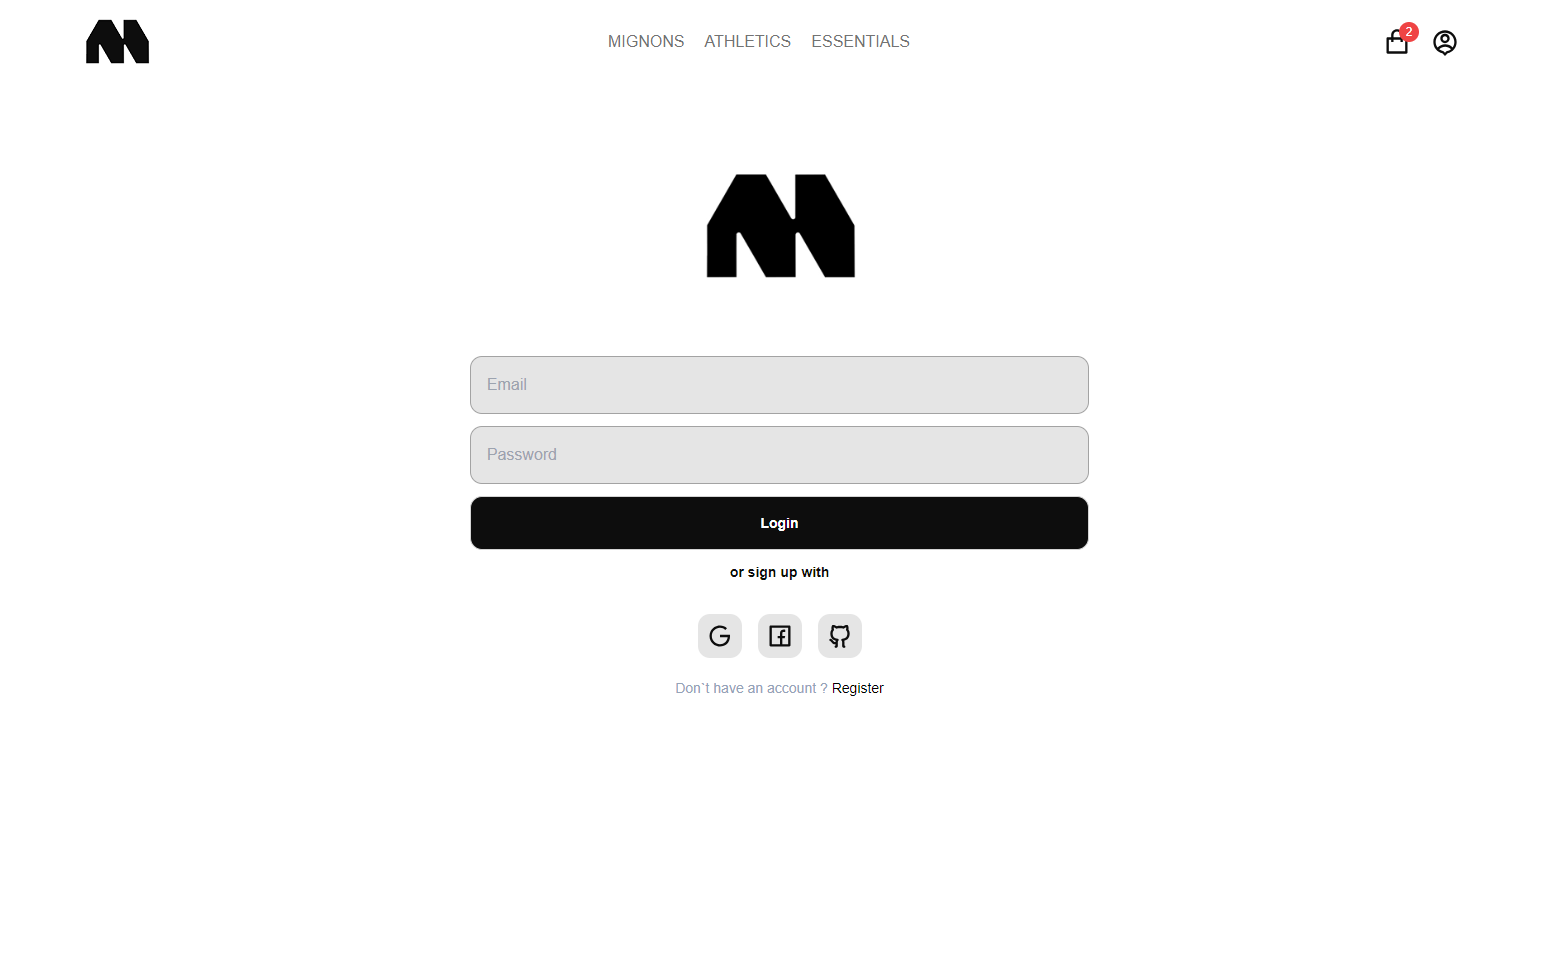 MIGNONS ATHLETICS ESSENTIALS 2
Email
Password
Login
or sign up with
Don`t have an account ? Register